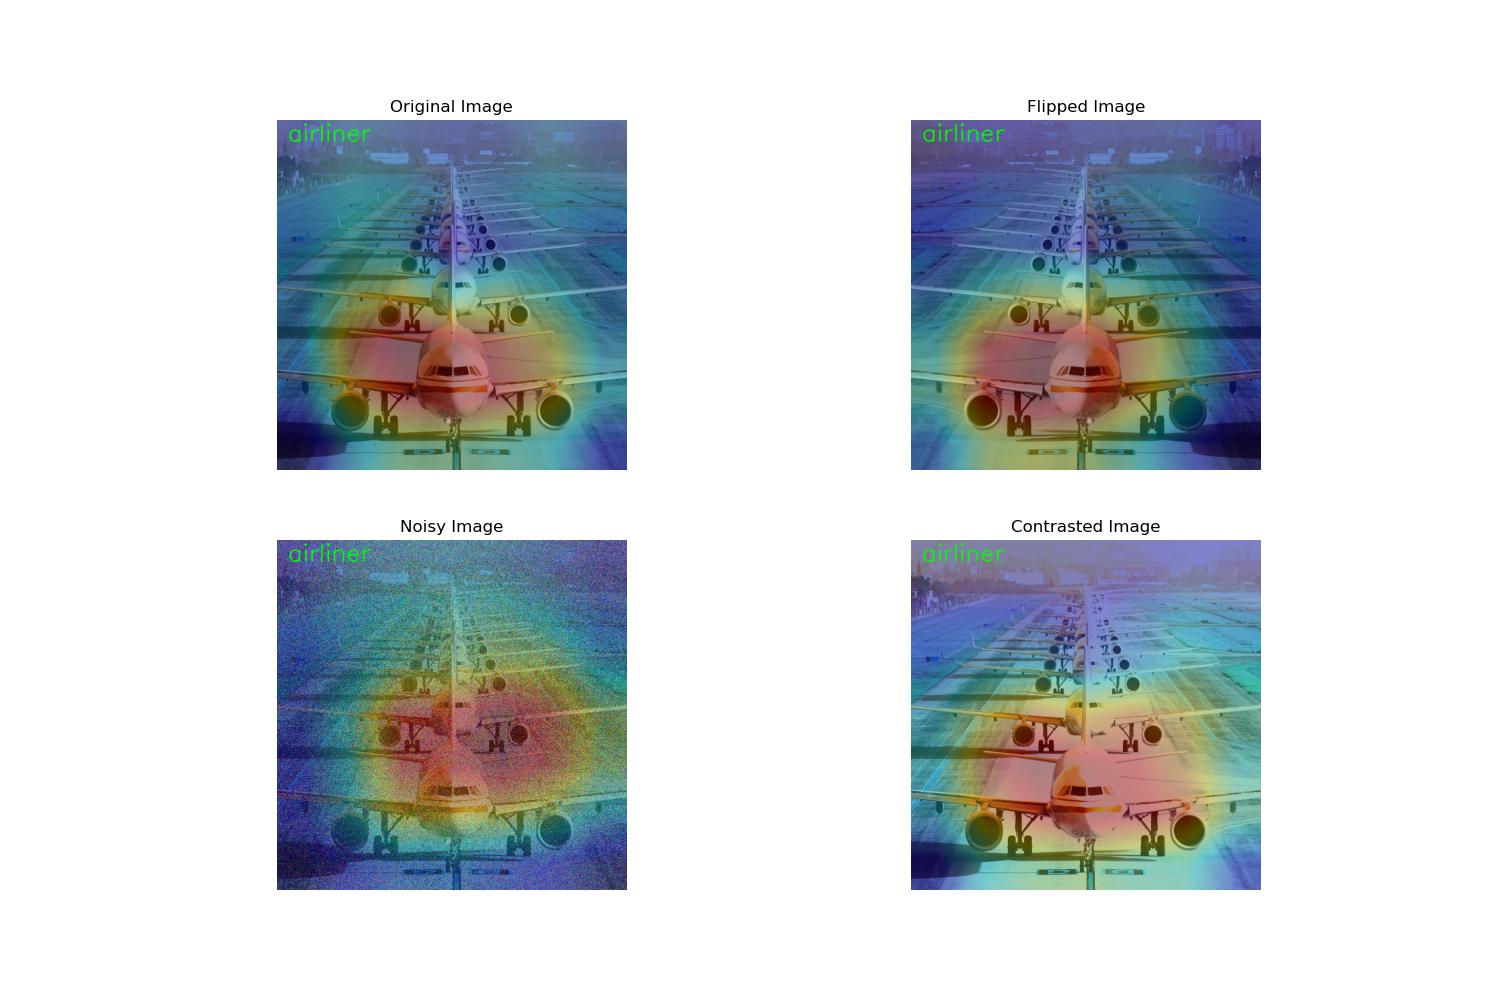 Original Image
airliner
Flipped Image
airliner
Noisy Image
airliner
Contrasted Image
airliner